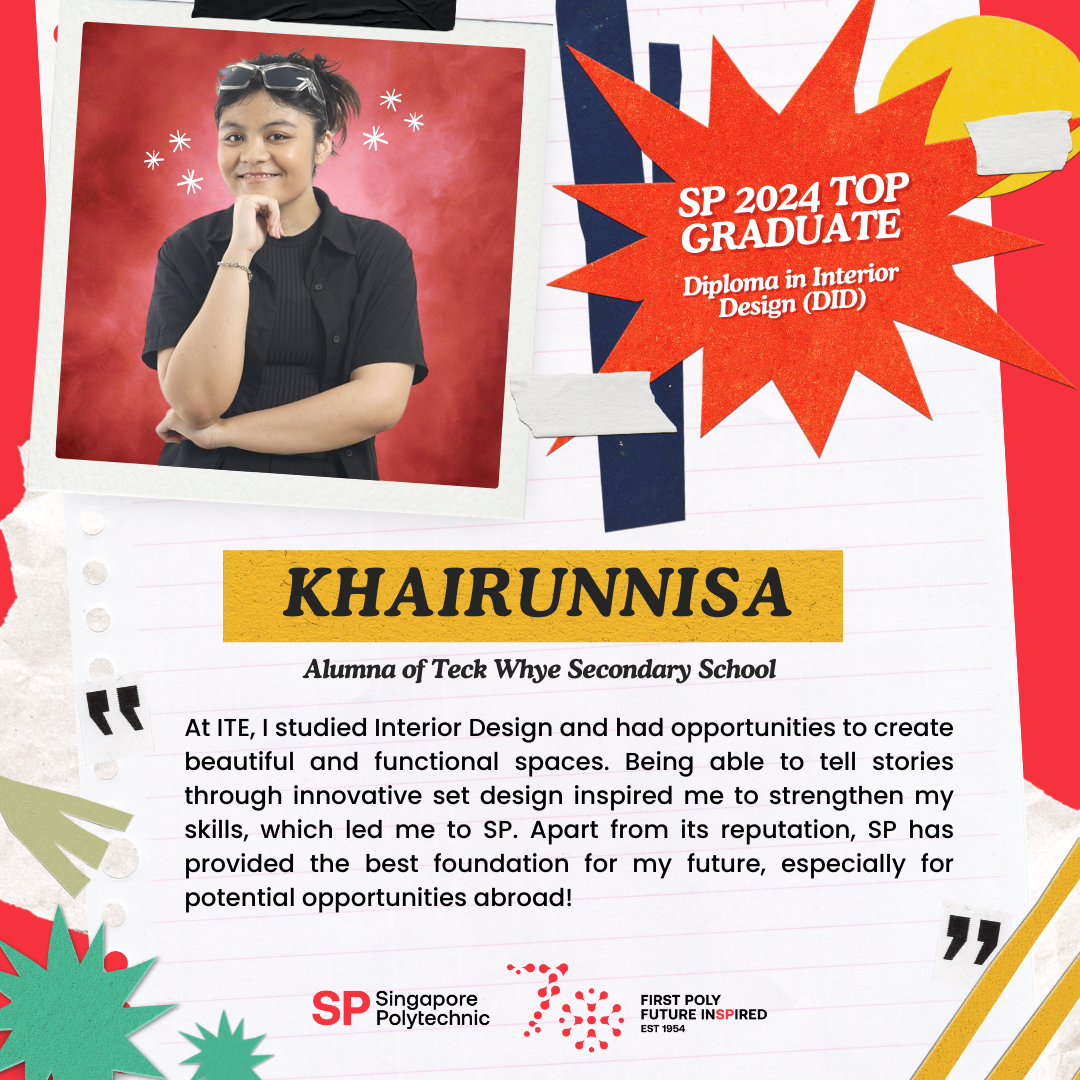 SP 2024 TOP
GRADUATE
Diploma in Interior
Design (DID)
KHAIRUNNISA
Alumna of Teck Whye Secondary School
"
At ITE, I studied Interior Design and had opportunities to create
beautiful and functional spaces. Being able to tell stories
through innovative set design inspired me to strengthen my
skills, which led me to SP. Apart from its reputation, SP has
provided the best foundation for my future, especially for
potential opportunities abroad!
"
SP Singapore
Polytechnic
70
FIRST POLY
FUTURE INSPIRED
EST 1954